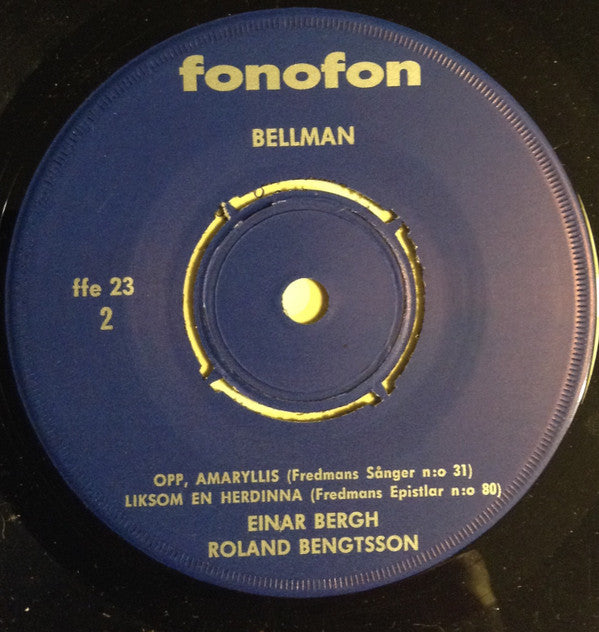 fonofon
BELLMAN
ffe 23
2
OPP, AMARYLLIS (Fredmans Sånger n:o 31)
LIKSOM EN HERDINNA (Fredmans Epistlar n:o 80)
EINAR BERGH
ROLAND BENGTSSON